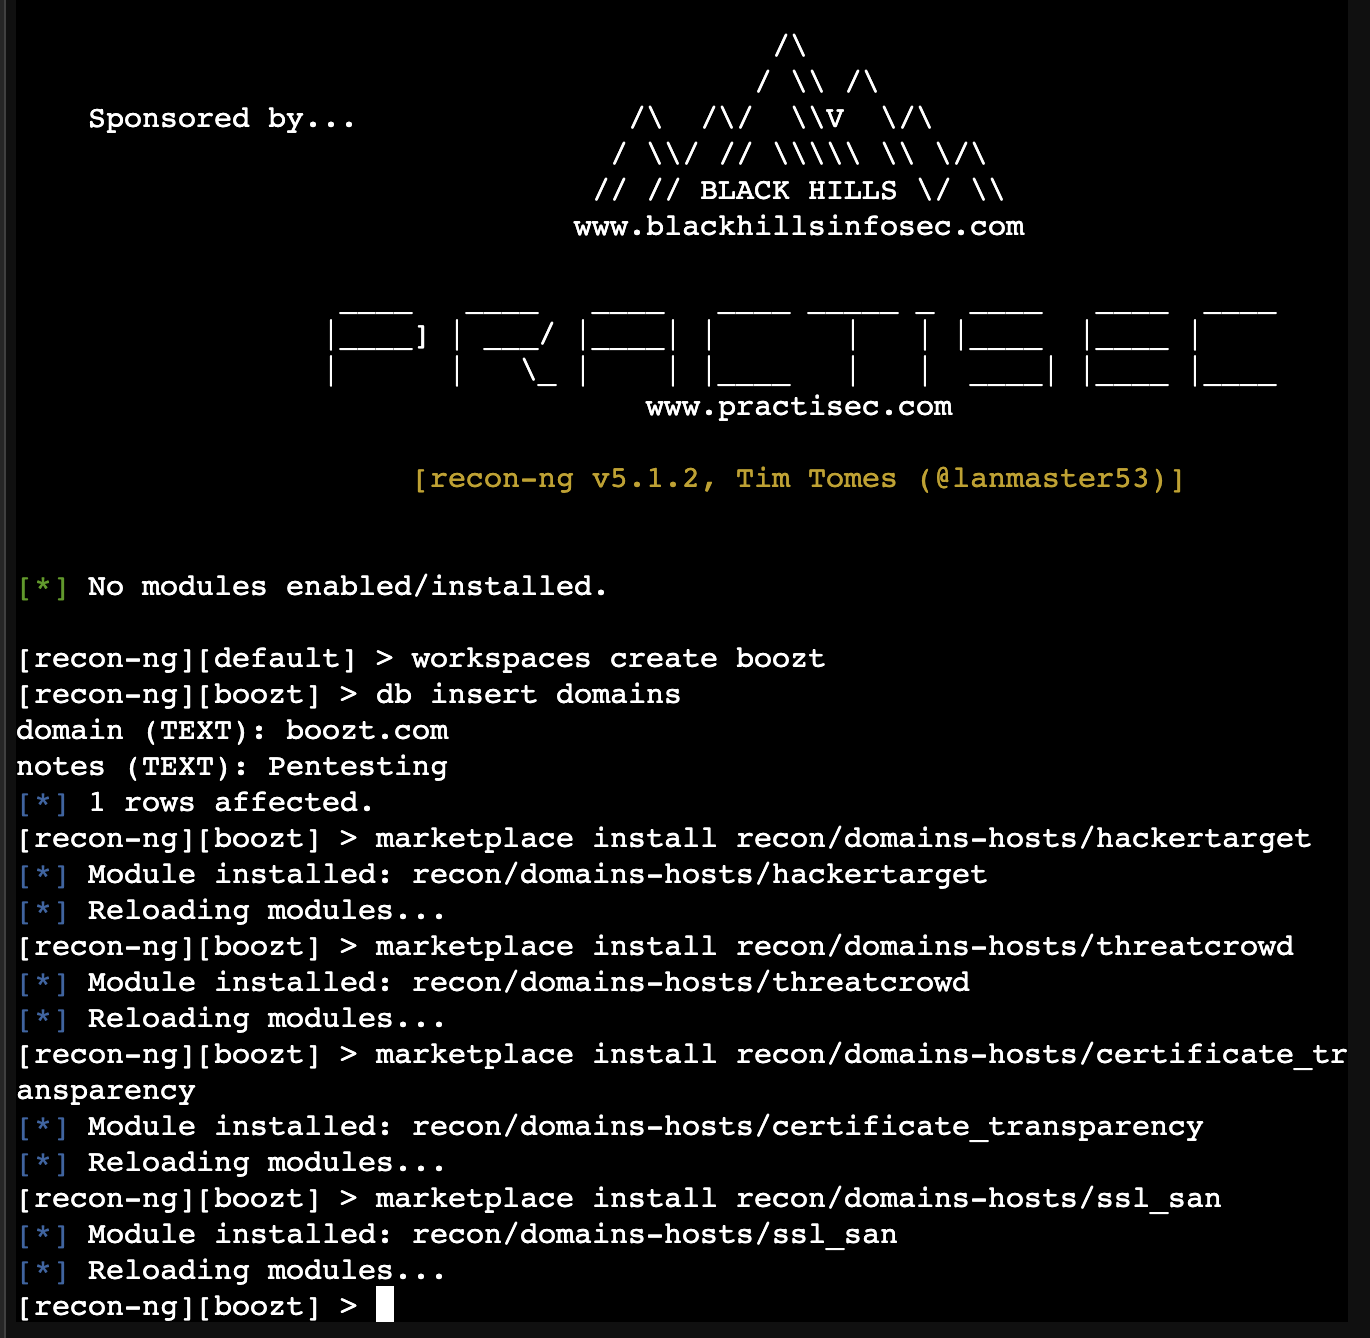 /\
/ \\ /\
Sponsored by... /\ /\/ \\V \/\
/ \\/ // \\\\\ \\ \/\
// // BLACK HILLS \/ \\
www.blackhillsinfosec.com
PRACTISEC
www.practisec.com
[recon-ng v5.1.2, Tim Tomes (@lanmaster53)]
[*] No modules enabled/installed.
[recon-ng][default] > workspaces create boozt
[recon-ng][boozt] > db insert domains
domain (TEXT): boozt.com
notes (TEXT): Pentesting
[*] 1 rows affected.
[recon-ng][boozt] > marketplace install recon/domains-hosts/hackertarget
[*] Module installed: recon/domains-hosts/hackertarget
[*] Reloading modules...
[recon-ng][boozt] > marketplace install recon/domains-hosts/threatcrowd
[*] Module installed: recon/domains-hosts/threatcrowd
[*] Reloading modules...
[recon-ng][boozt] > marketplace install recon/domains-hosts/certificate_tr
ansparency
[*] Module installed: recon/domains-hosts/certificate_transparency
[*] Reloading modules...
[recon-ng][boozt] > marketplace install recon/domains-hosts/ssl_san
[*] Module installed: recon/domains-hosts/ssl_san
[*] Reloading modules...
[recon-ng][boozt] >